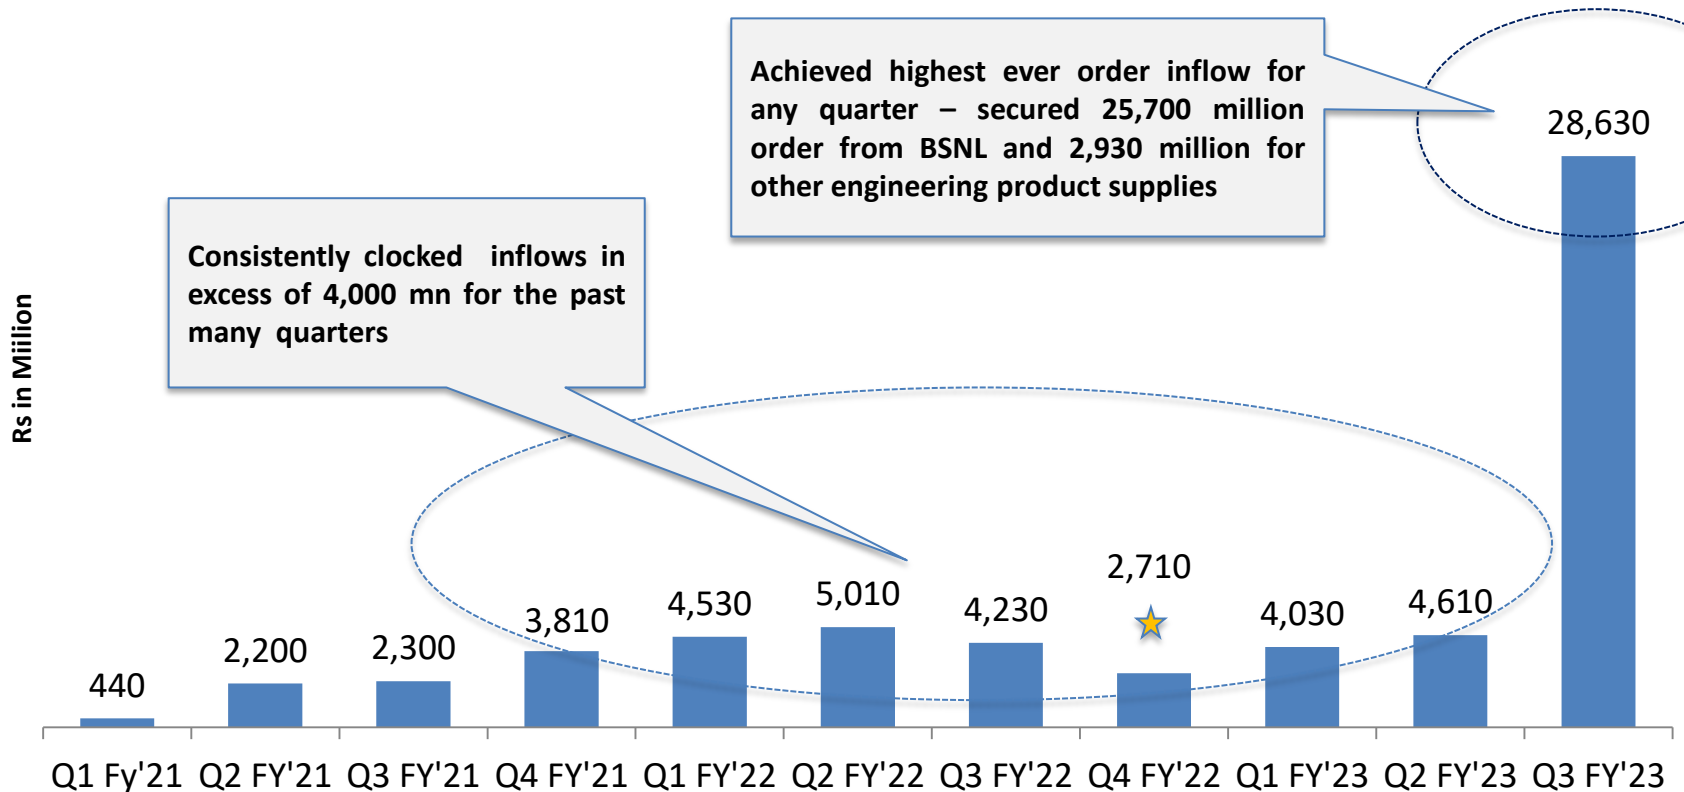 Achieved highest ever order inflow for
any quarter – secured 25,700 million
order from BSNL and 2,930 million for
other engineering product supplies
28,630
Consistently clocked inflows in
excess of 4,000 mn for the past
many quarters
Rs in Miilion
440
2,200
2,300
3,810
4,530
5,010
4,230
2,710
4,030
4,610
Q1 Fy'21 Q2 FY'21 Q3 FY'21 Q4 FY'21 Q1 FY'22 Q2 FY'22 Q3 FY'22 Q4 FY'22 Q1 FY'23 Q2 FY'23 Q3 FY'23